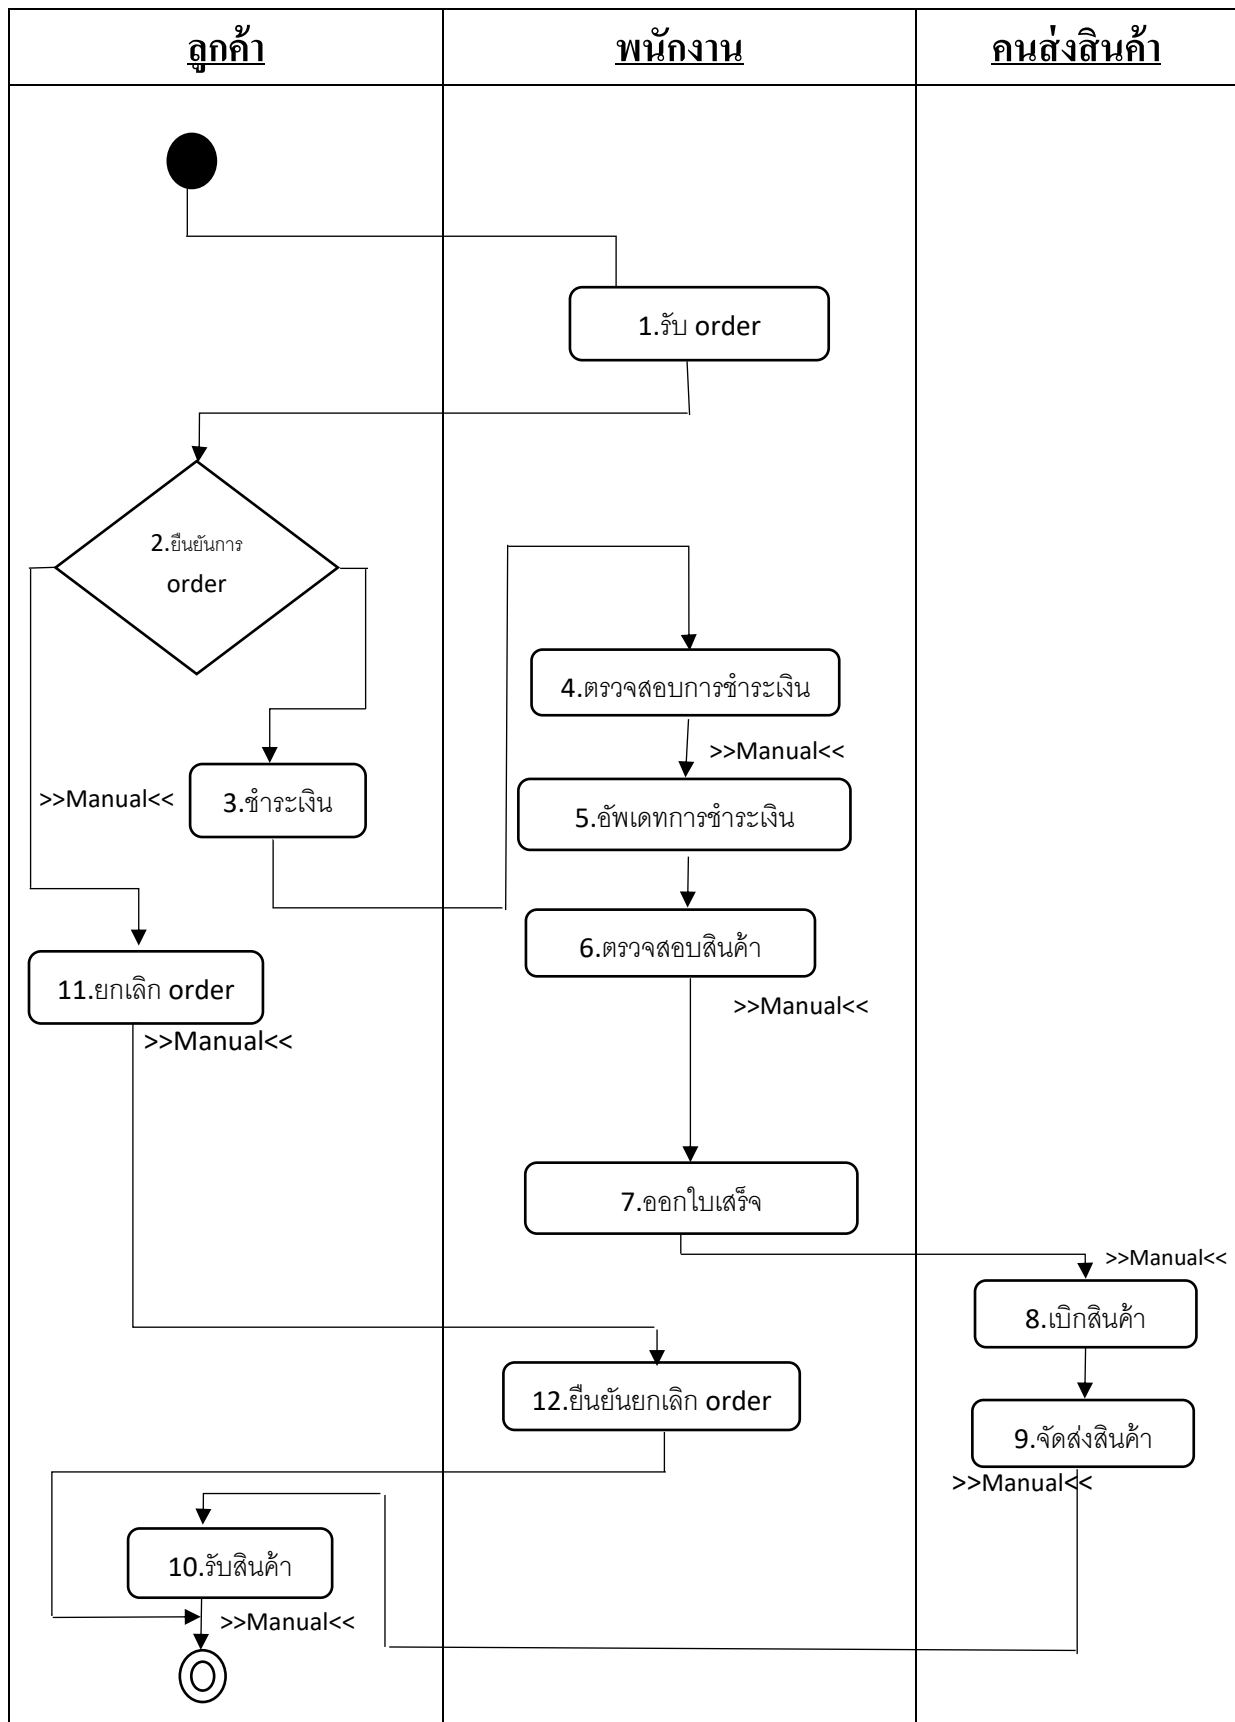 ลูกค้า
พนักงาน
คนส่งสินค้า
1.รับ order
2.ยืนยันการ
order
4.ตรวจสอบการชำระเงิน
>>Manual<<
>>Manual<<
3.ชำระเงิน
5.อัพเดทการชำระเงิน
6.ตรวจสอบสินค้า
11.ยกเลิก order
>>Manual<<
>>Manual<<
7.ออกใบเสร็จ
>>Manual<<
8.เบิกสินค้า
12.ยืนยันยกเลิก order
9.จัดส่งสินค้า
>>Manual<<
10.รับสินค้า
>>Manual<<